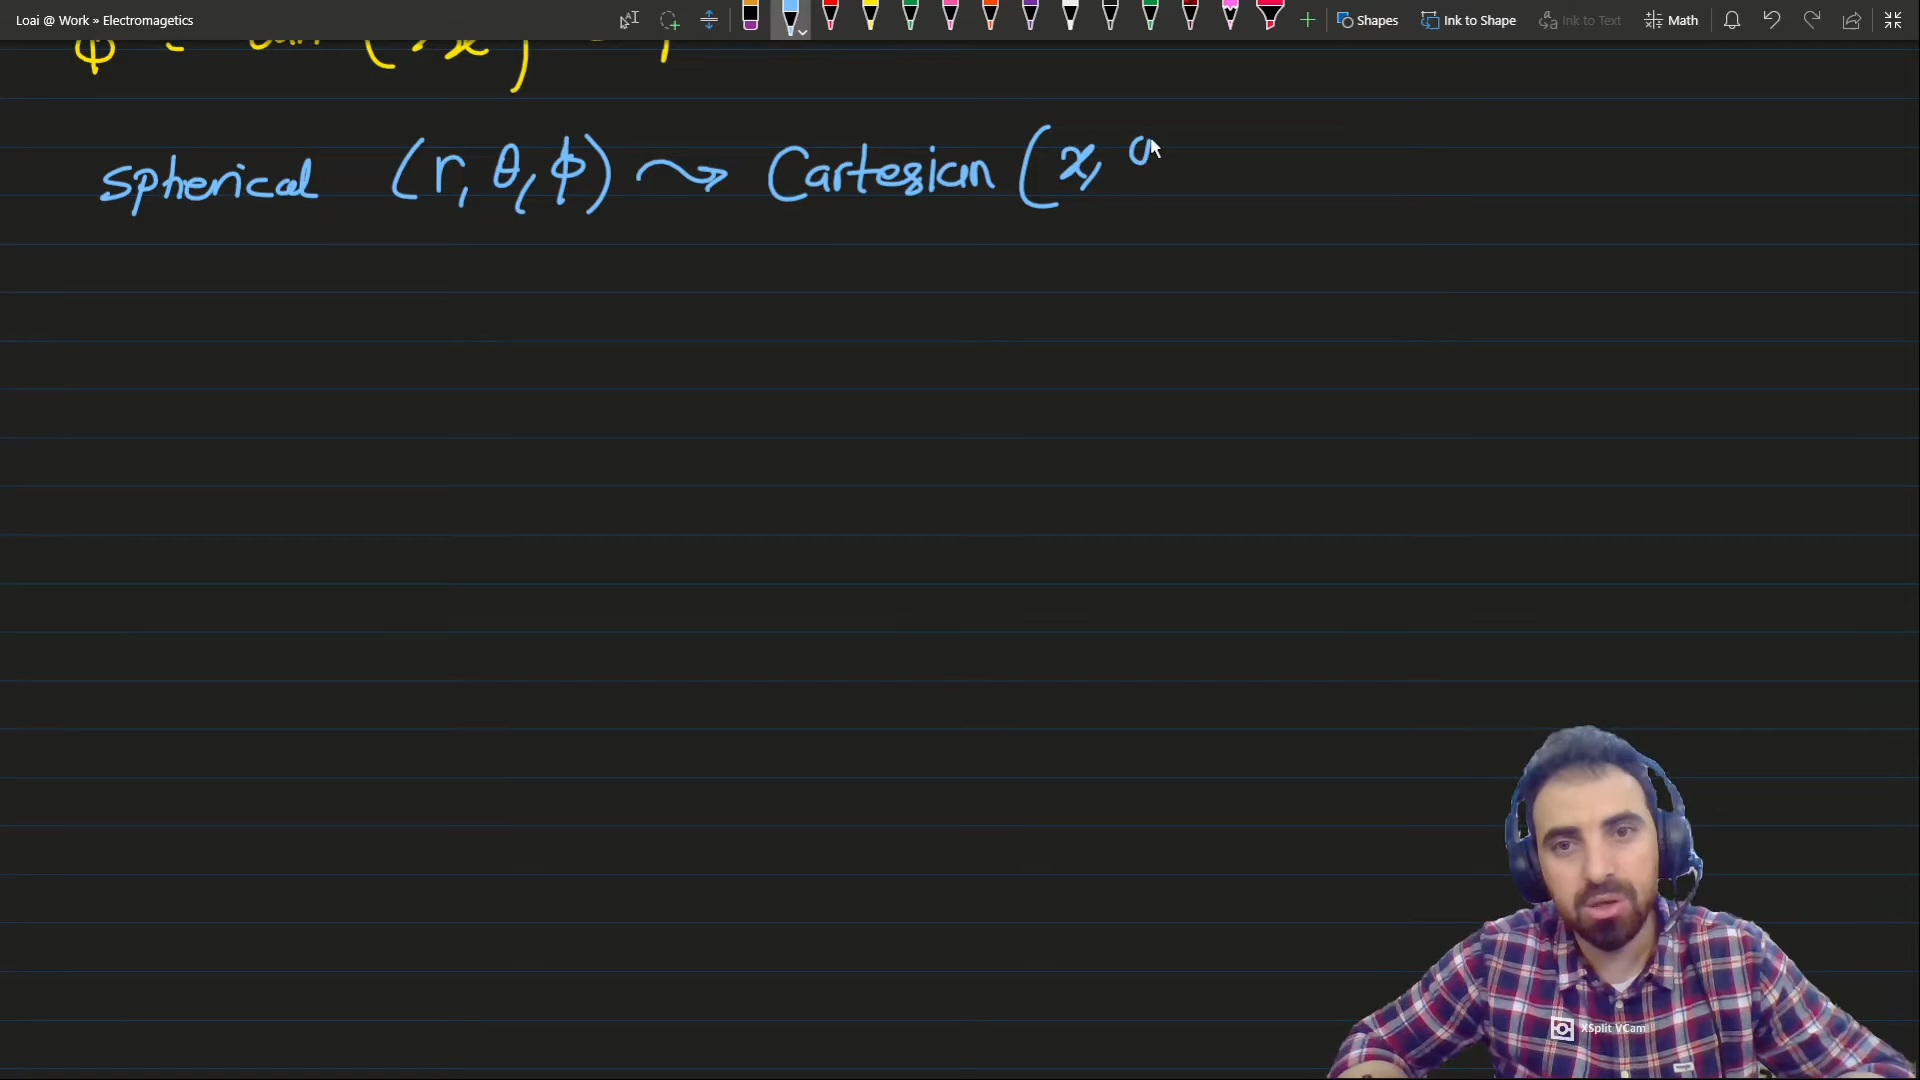 Loai @ Work » Electromagetics
Shapes Ink to Shape Ink to Text Math
spherical (r, θ, φ) ⤳ Cartesian (x,
XSplit VCam